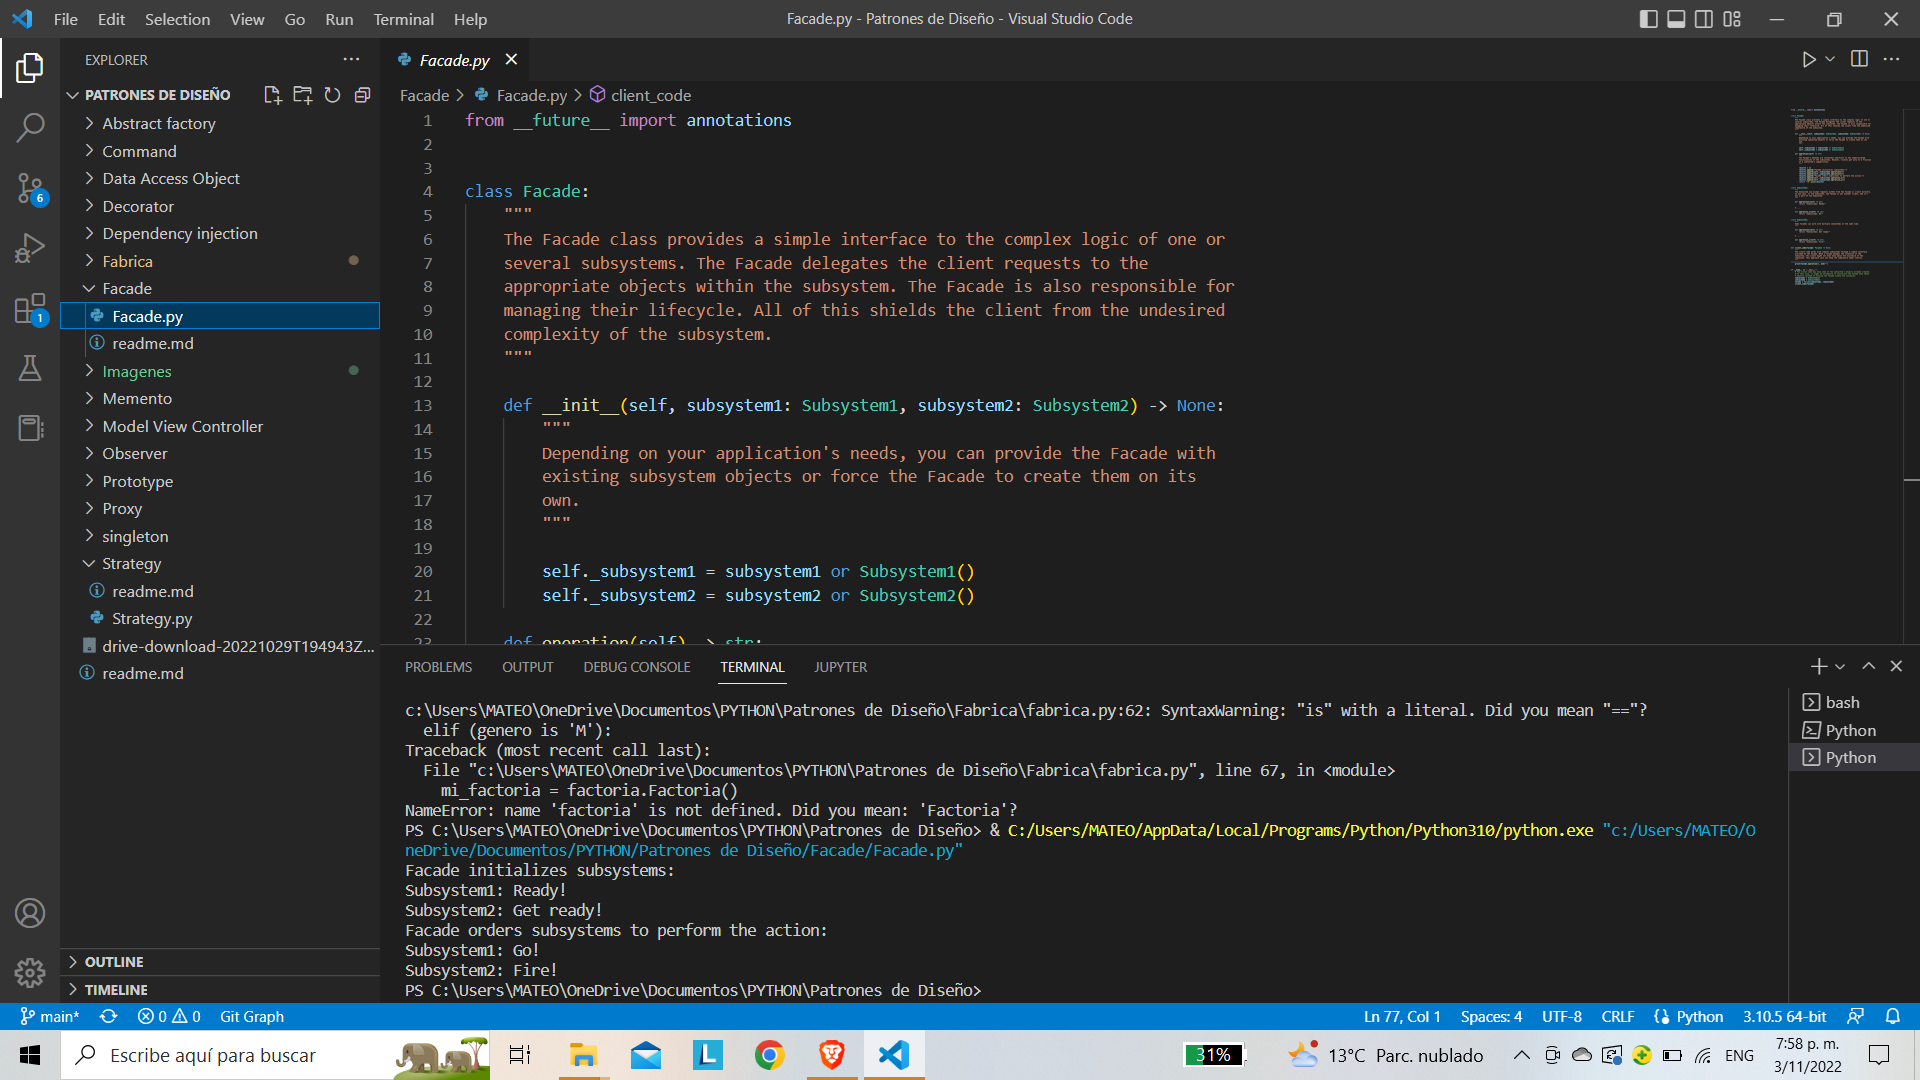 File Edit Selection View Go Run Terminal Help
Facade.py - Patrones de Diseño - Visual Studio Code
EXPLORER
PATRONES DE DISEÑO
Abstract factory
Command
Data Access Object
Decorator
Dependency injection
Fabrica
Facade
Facade.py
readme.md
Imagenes
Memento
Model View Controller
Observer
Prototype
Proxy
singleton
Strategy
readme.md
Strategy.py
drive-download-20221029T194943Z...
readme.md
OUTLINE
TIMELINE
6
1
Facade.py
Facade > Facade.py > client_code
1 from __future__ import annotations
2
3
4 class Facade:
5 """
6 The Facade class provides a simple interface to the complex logic of one or
7 several subsystems. The Facade delegates the client requests to the
8 appropriate objects within the subsystem. The Facade is also responsible for
9 managing their lifecycle. All of this shields the client from the undesired
10 complexity of the subsystem.
11 """
12
13 def __init__(self, subsystem1: Subsystem1, subsystem2: Subsystem2) -> None:
14 """
15 Depending on your application's needs, you can provide the Facade with
16 existing subsystem objects or force the Facade to create them on its
17 own.
18 """
19
20 self._subsystem1 = subsystem1 or Subsystem1()
21 self._subsystem2 = subsystem2 or Subsystem2()
22
23 def operation(self) -> str:
PROBLEMS OUTPUT DEBUG CONSOLE TERMINAL JUPYTER
c:\Users\MATEO\OneDrive\Documentos\PYTHON\Patrones de Diseño\Fabrica\fabrica.py:62: SyntaxWarning: "is" with a literal. Did you mean "=="?
elif (genero is 'M'):
Traceback (most recent call last):
File "c:\Users\MATEO\OneDrive\Documentos\PYTHON\Patrones de Diseño\Fabrica\fabrica.py", line 67, in <module>
mi_factoria = factoria.Factoria()
NameError: name 'factoria' is not defined. Did you mean: 'Factoria'?
PS C:\Users\MATEO\OneDrive\Documentos\PYTHON\Patrones de Diseño> & C:/Users/MATEO/AppData/Local/Programs/Python/Python310/python.exe "c:/Users/MATEO/O
neDrive/Documentos/PYTHON/Patrones de Diseño/Facade/Facade.py"
Facade initializes subsystems:
Subsystem1: Ready!
Subsystem2: Get ready!
Facade orders subsystems to perform the action:
Subsystem1: Go!
Subsystem2: Fire!
PS C:\Users\MATEO\OneDrive\Documentos\PYTHON\Patrones de Diseño>
bash
Python
Python
main* 0 0 Git Graph
Ln 77, Col 1 Spaces: 4 UTF-8 CRLF Python 3.10.5 64-bit
Escribe aquí para buscar
L
31%
13°C Parc. nublado
ENG
7:58 p. m.
3/11/2022